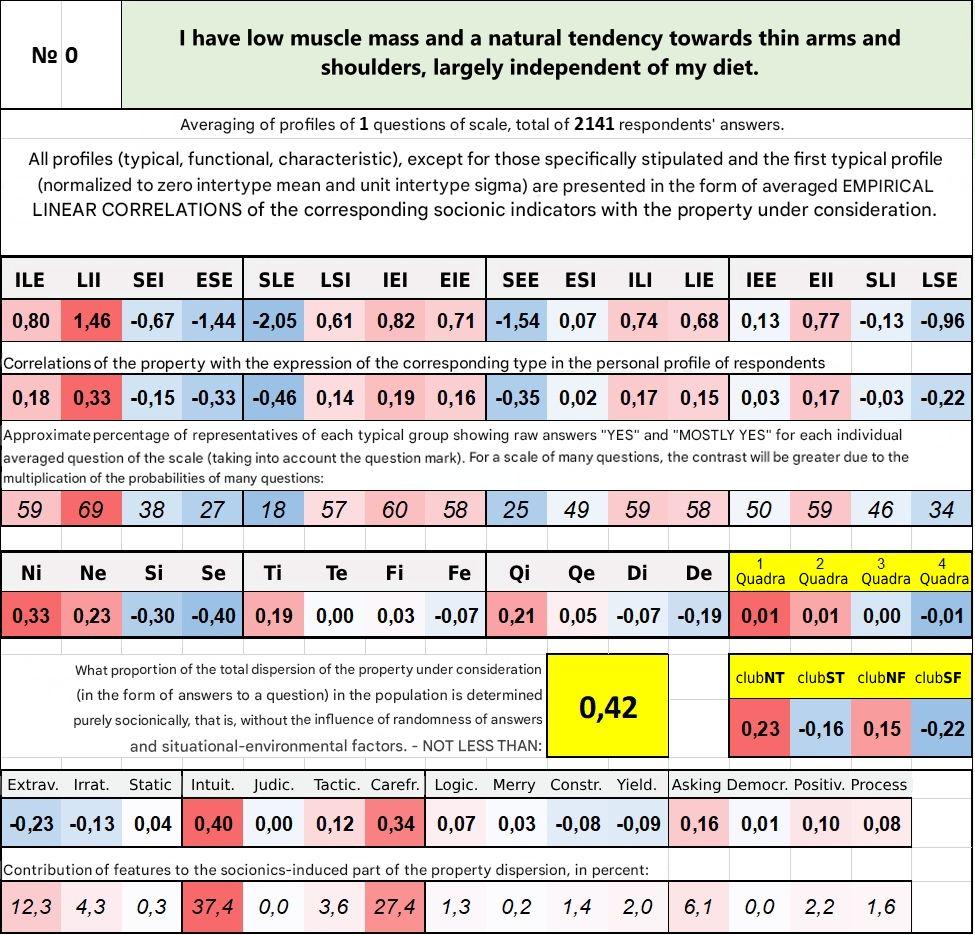 № 0
I have low muscle mass and a natural tendency towards thin arms and
shoulders, largely independent of my diet.
Averaging of profiles of 1 questions of scale, total of 2141 respondents' answers.
All profiles (typical, functional, characteristic), except for those specifically stipulated and the first typical profile
(normalized to zero intertype mean and unit intertype sigma) are presented in the form of averaged EMPIRICAL
LINEAR CORRELATIONS of the corresponding socionic indicators with the property under consideration.
ILE LII SEI ESE SLE LSI IEI EIE SEE ESI ILI LIE IEE EII SLI LSE
0,80 1,46 -0,67 -1,44 -2,05 0,61 0,82 0,71 -1,54 0,07 0,74 0,68 0,13 0,77 -0,13 -0,96
Correlations of the property with the expression of the corresponding type in the personal profile of respondents
0,18 0,33 -0,15 -0,33 -0,46 0,14 0,19 0,16 -0,35 0,02 0,17 0,15 0,03 0,17 -0,03 -0,22
Approximate percentage of representatives of each typical group showing raw answers "YES" and "MOSTLY YES" for each individual
averaged question of the scale (taking into account the question mark). For a scale of many questions, the contrast will be greater due to the
multiplication of the probabilities of many questions:
59 69 38 27 18 57 60 58 25 49 59 58 50 59 46 34
Ni Ne Si Se Ti Te Fi Fe Qi Qe Di De 1 Quadra 2 Quadra 3 Quadra 4 Quadra
0,33 0,23 -0,30 -0,40 0,19 0,00 0,03 -0,07 0,21 0,05 -0,07 -0,19 0,01 0,01 0,00 -0,01
What proportion of the total dispersion of the property under consideration
(in the form of answers to a question) in the population is determined
purely socionically, that is, without the influence of randomness of answers
and situational-environmental factors. - NOT LESS THAN:
0,42
clubNT clubST clubNF clubSF
0,23 -0,16 0,15 -0,22
Extrav. Irrat. Static Intuit. Judic. Tactic. Carefr. Logic. Merry Constr. Yield. Asking Democr. Positiv. Process
-0,23 -0,13 0,04 0,40 0,00 0,12 0,34 0,07 0,03 -0,08 -0,09 0,16 0,01 0,10 0,08
Contribution of features to the socionics-induced part of the property dispersion, in percent:
12,3 4,3 0,3 37,4 0,0 3,6 27,4 1,3 0,2 1,4 2,0 6,1 0,0 2,2 1,6